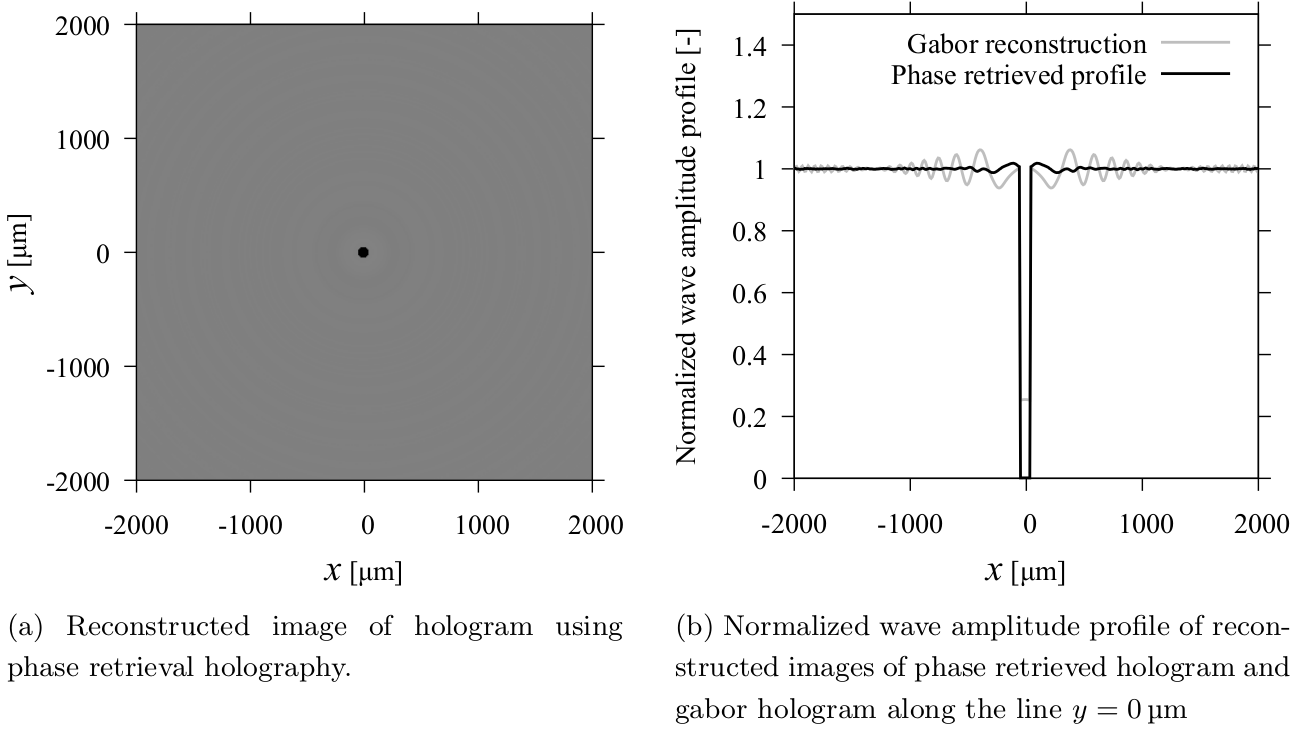 2000
1000
0
-1000
-2000
y [µm]
-2000 -1000 0 1000 2000
x [µm]
(a) Reconstructed image of hologram using
phase retrieval holography.
Normalized wave amplitude profile [-]
1.4
1.2
1
0.8
0.6
0.4
0.2
0
Gabor reconstruction
Phase retrieved profile
-2000 -1000 0 1000 2000
x [µm]
(b) Normalized wave amplitude profile of recon-
structed images of phase retrieved hologram and
gabor hologram along the line y = 0 µm